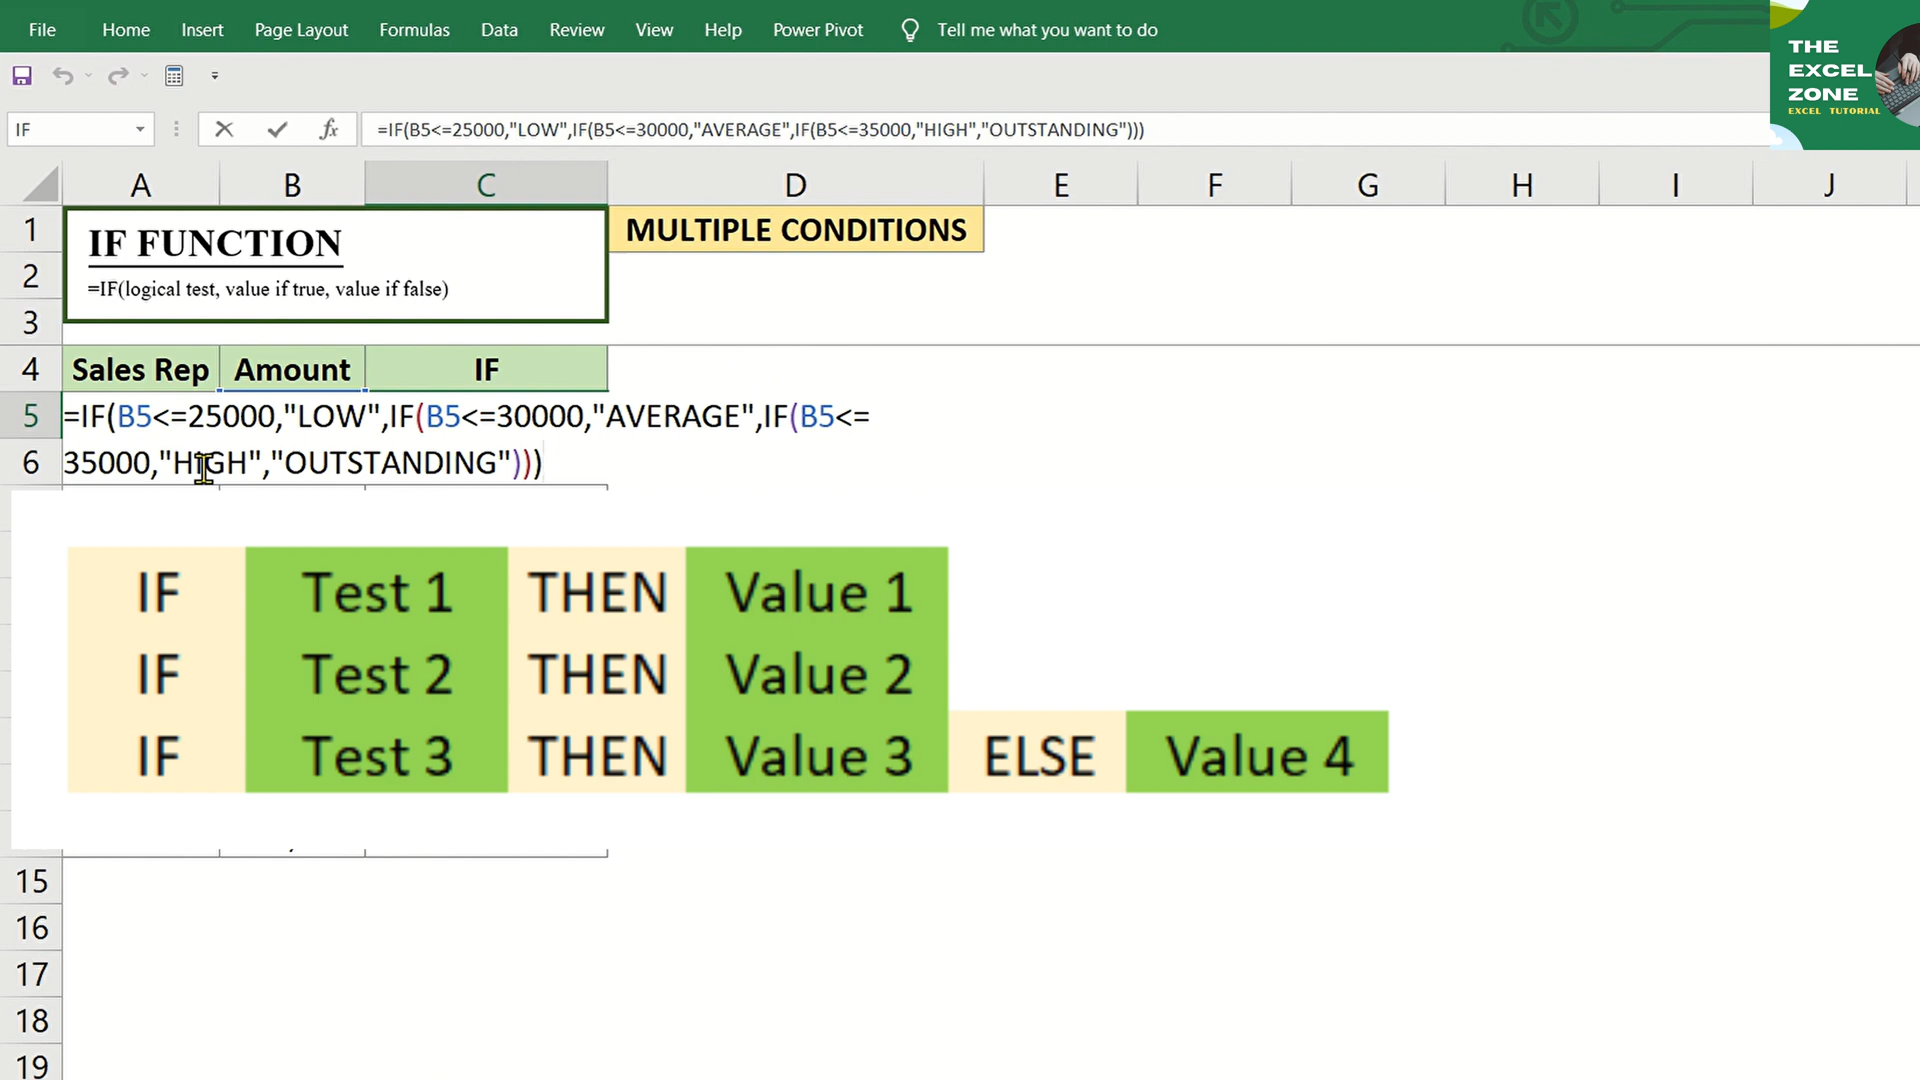 File Home Insert Page Layout Formulas Data Review View Help Power Pivot Tell me what you want to do
THE
EXCEL
ZONE
EXCEL TUTORIAL
IF fx =IF(B5<=25000,"LOW",IF(B5<=30000,"AVERAGE",IF(B5<=35000,"HIGH","OUTSTANDING")))
A B C D E F G H I J
1 IF FUNCTION MULTIPLE CONDITIONS
2 =IF(logical test, value if true, value if false)
3
4 Sales Rep Amount IF
5 =IF(B5<=25000,"LOW",IF(B5<=30000,"AVERAGE",IF(B5<=
6 35000,"HIGH","OUTSTANDING")))
IF Test 1 THEN Value 1
IF Test 2 THEN Value 2
IF Test 3 THEN Value 3 ELSE Value 4
15
16
17
18
19